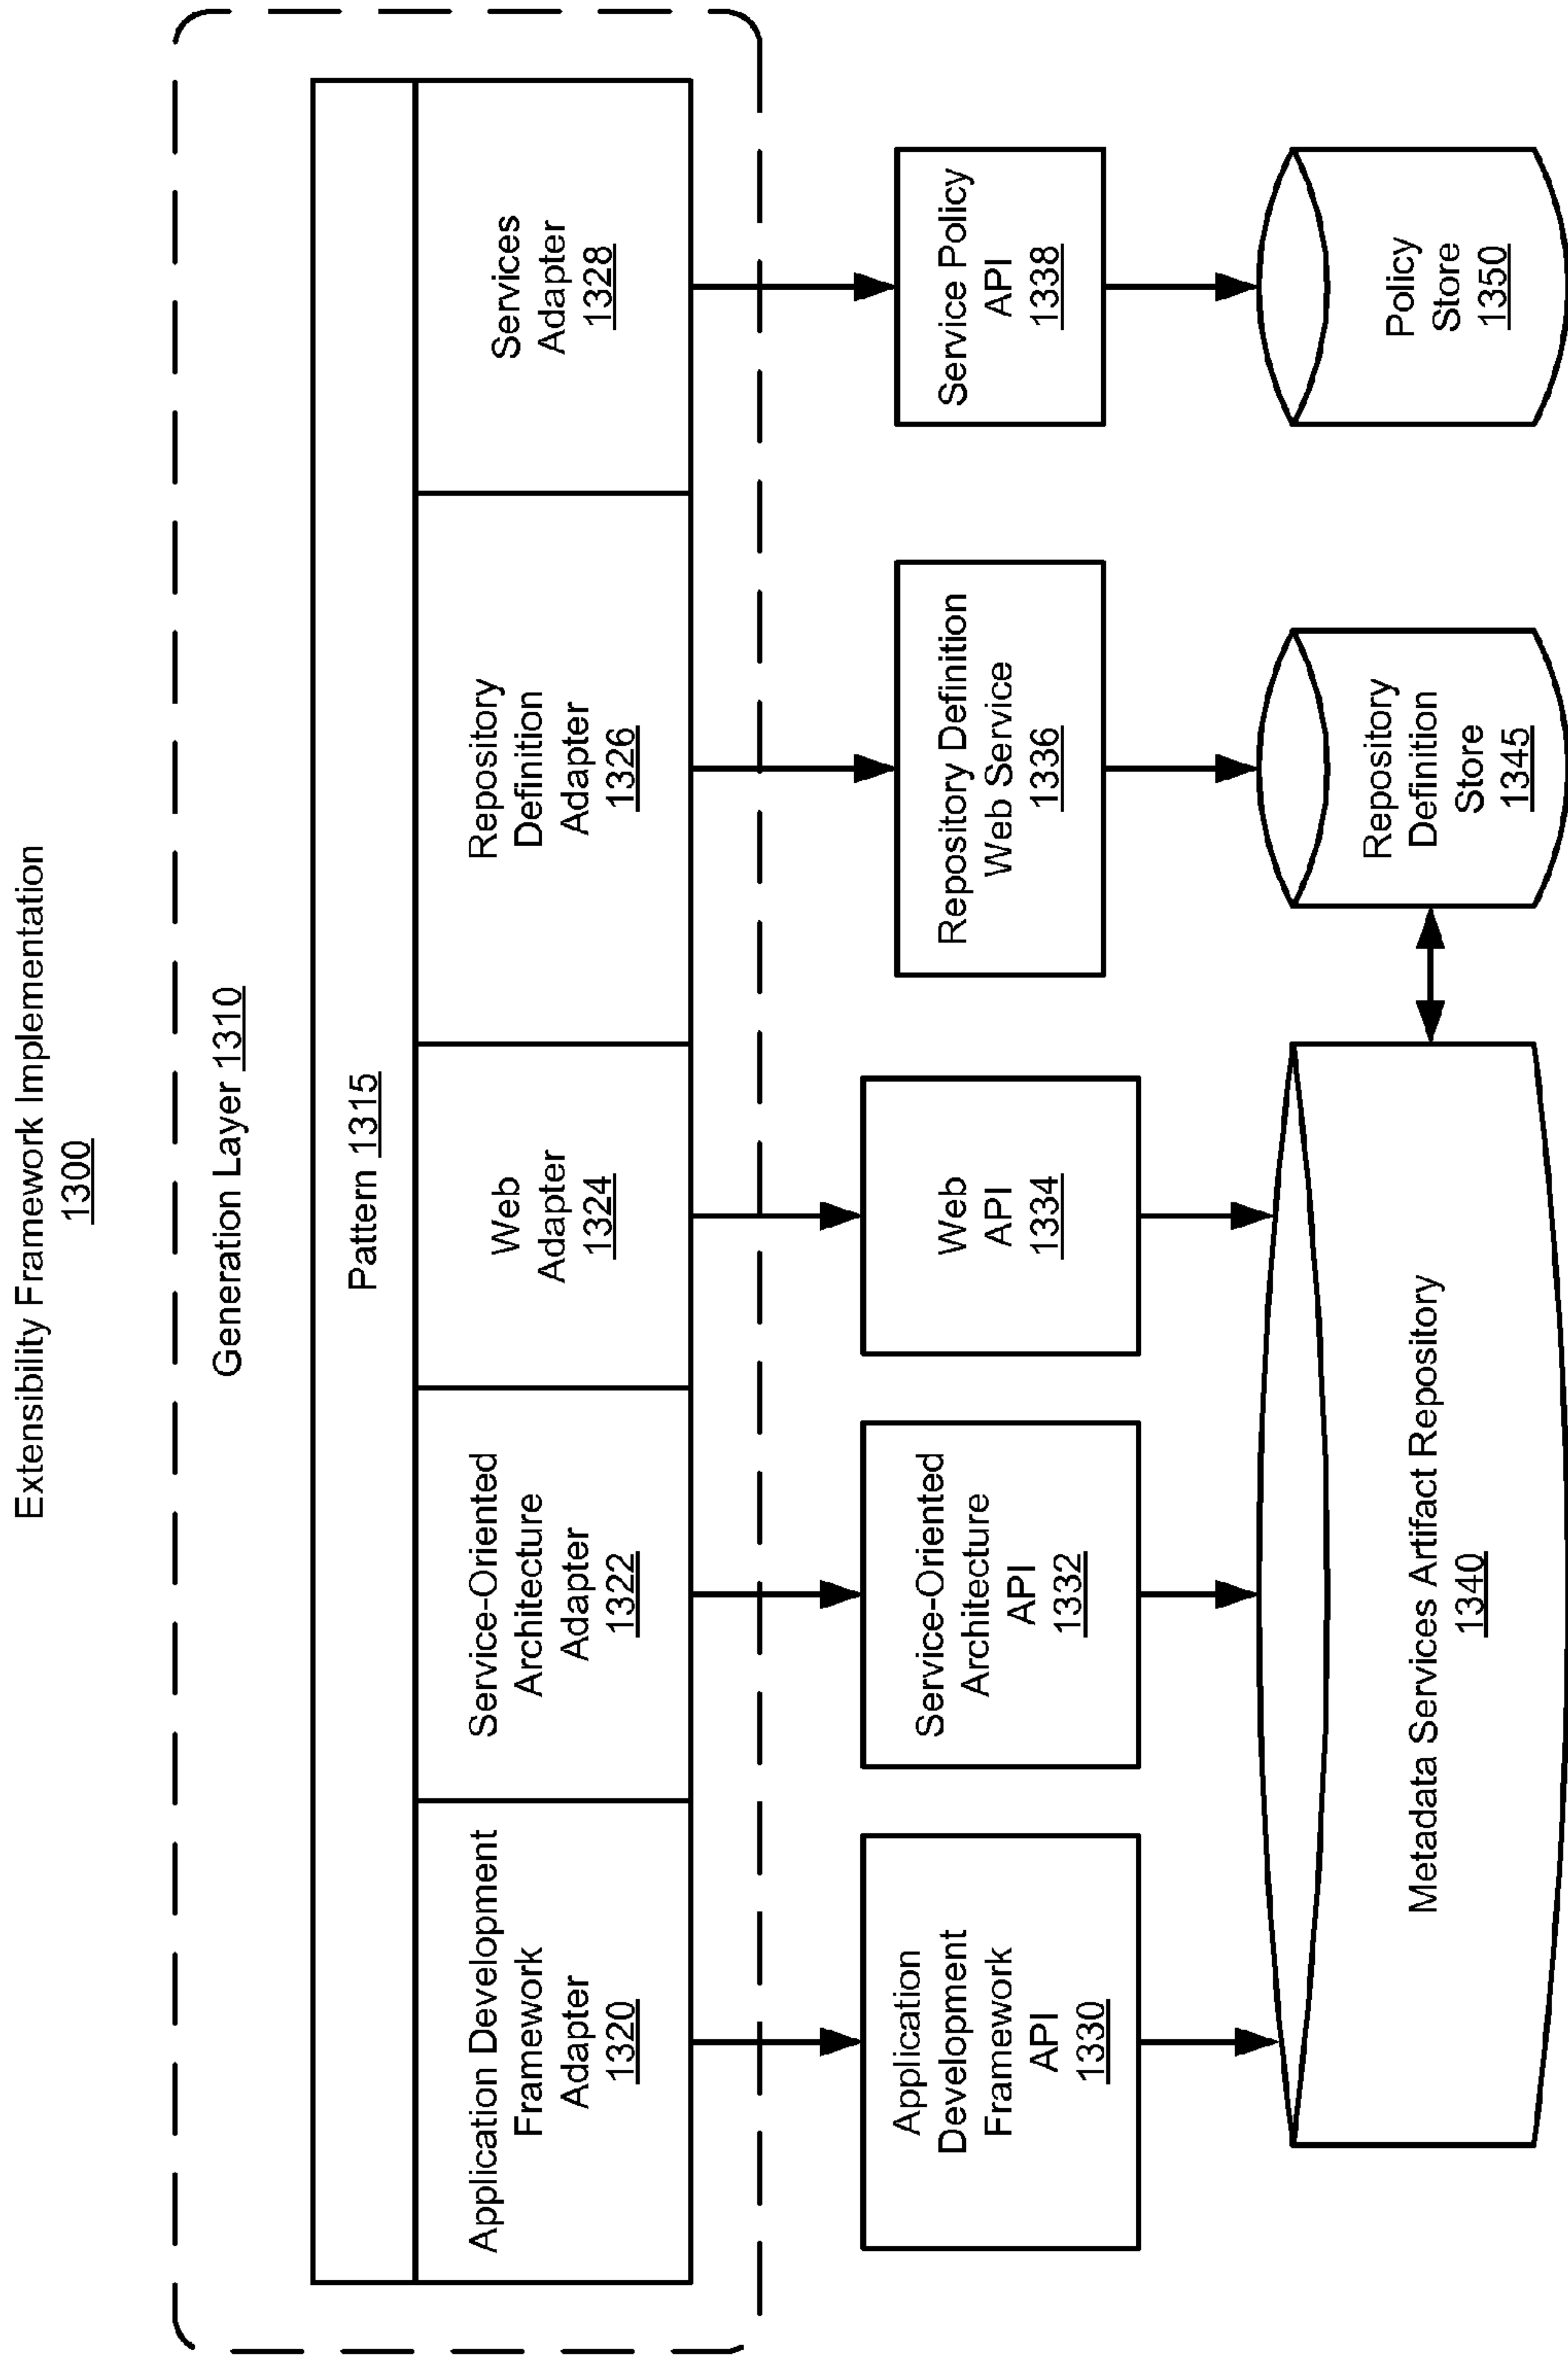 Extensibility Framework Implementation
1300
Generation Layer 1310
Pattern 1315
Application Development
Framework
Adapter
1320
Service-Oriented
Architecture
Adapter
1322
Web
Adapter
1324
Repository
Definition
Adapter
1326
Services
Adapter
1328
Application
Development
Framework
API
1330
Service-Oriented
Architecture
API
1332
Web
API
1334
Repository Definition
Web Service
1336
Service Policy
API
1338
Metadata Services Artifact Repository
1340
Repository
Definition
Store
1345
Policy
Store
1350